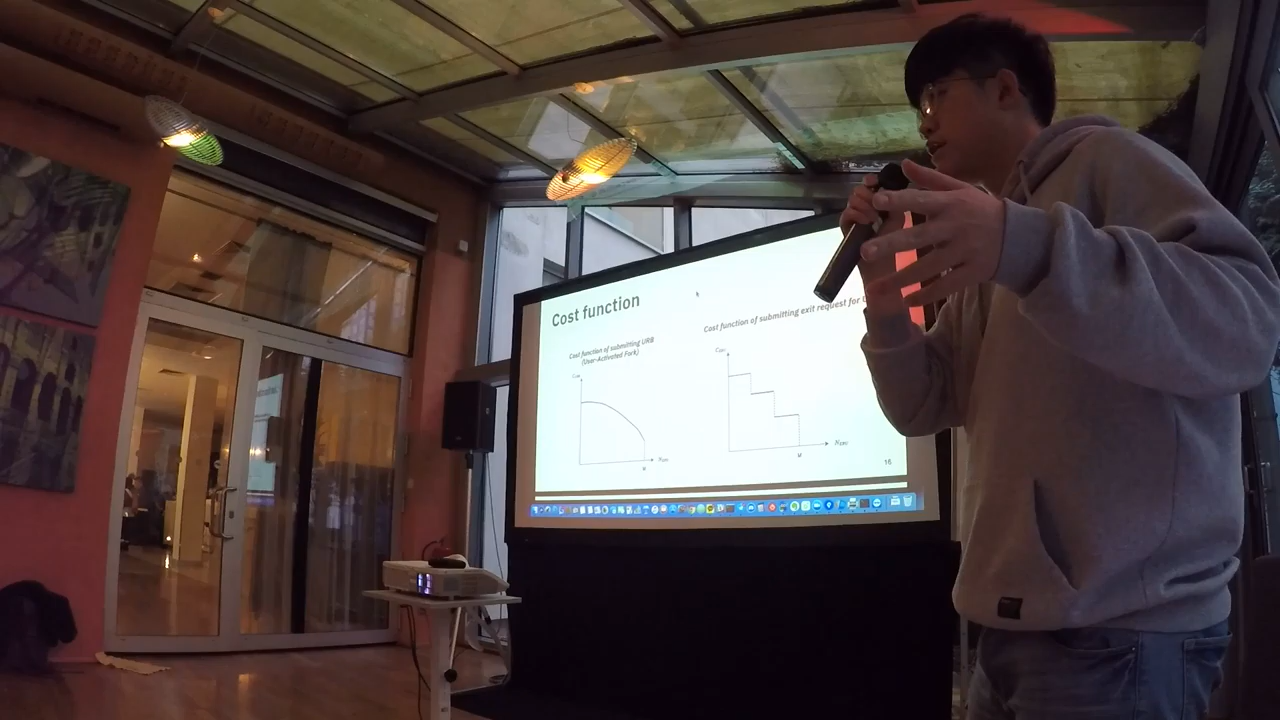 Cost function
Cost function of submitting URB
(User-Activated Fork)
Cost function of submitting exit request for
M
M
16